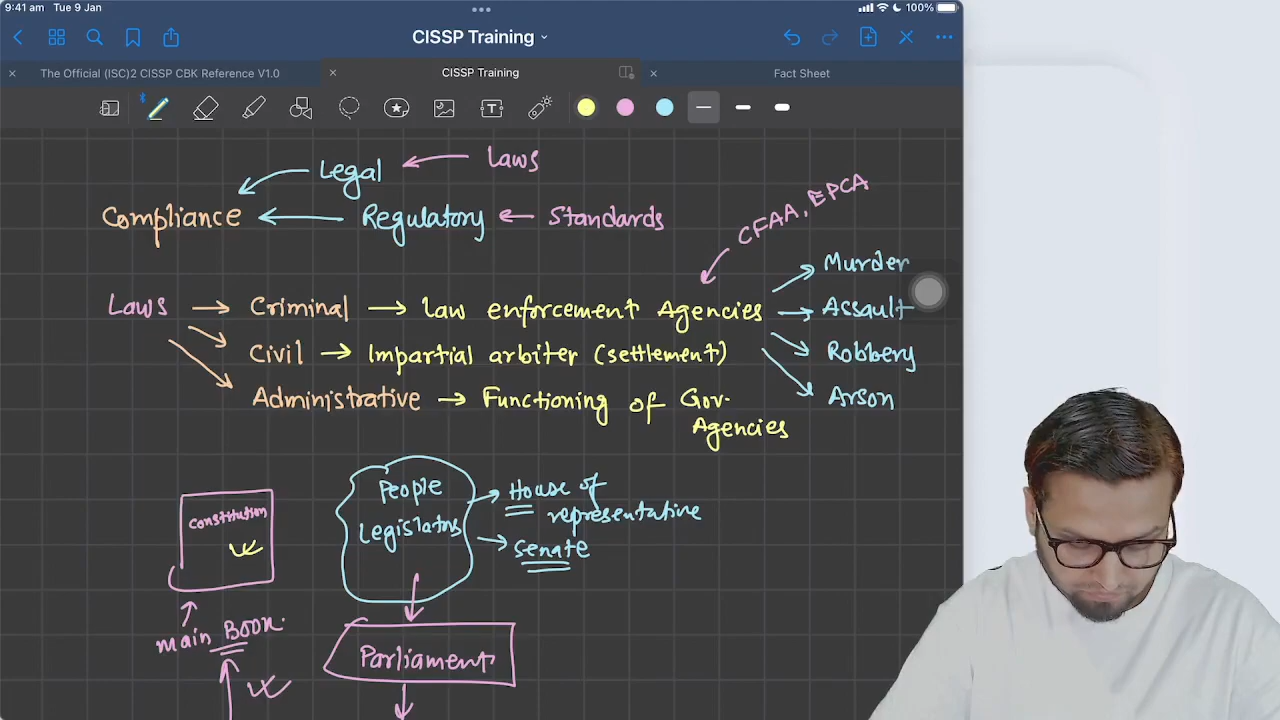 9:41 am Tue 9 Jan
100%
CISSP Training
The Official (ISC)2 CISSP CBK Reference V1.0
CISSP Training
Fact Sheet
T
Legal
Laws
Compliance
Regulatory
Standards
CFAA, EPCA
Laws
Criminal
Law enforcement Agencies
Murder
Assault
Robbery
Arson
Civil
Impartial arbiter (settlement)
Administrative
Functioning of Gov.
Agencies
Constitution
main Book.
People
Legislators
House of
representative
Senate
Parliament